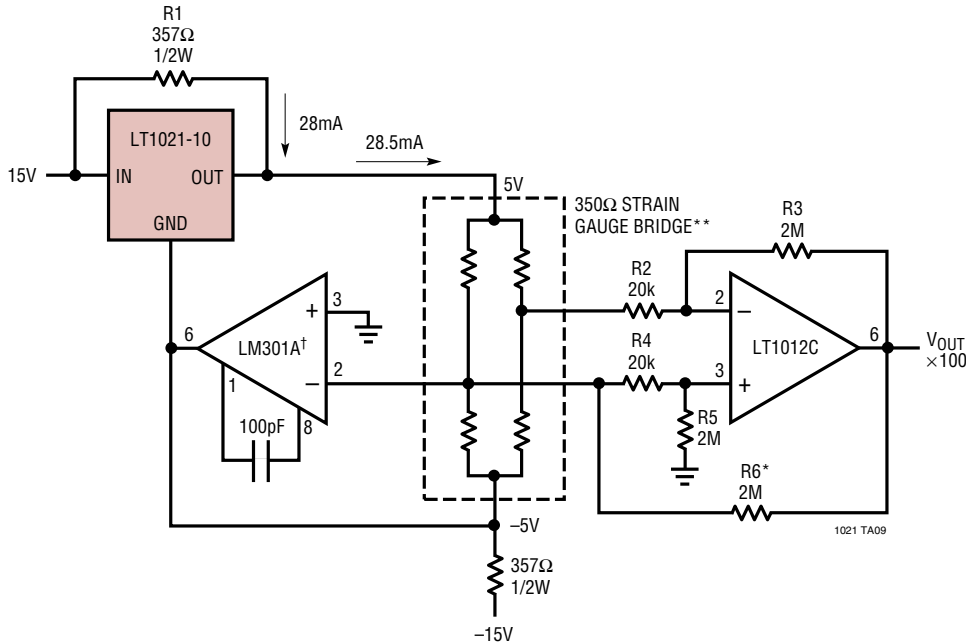 R1
357Ω
1/2W
LT1021-10
28mA
28.5mA
15V
IN
OUT
GND
5V
350Ω STRAIN
GAUGE BRIDGE**
R3
2M
R2
20k
2
–
LT1012C
6
VOUT
×100
R4
20k
3
+
R5
2M
R6*
2M
3
+
6
LM301A†
2
–
1
8
100pF
–5V
357Ω
1/2W
–15V
1021 TA09